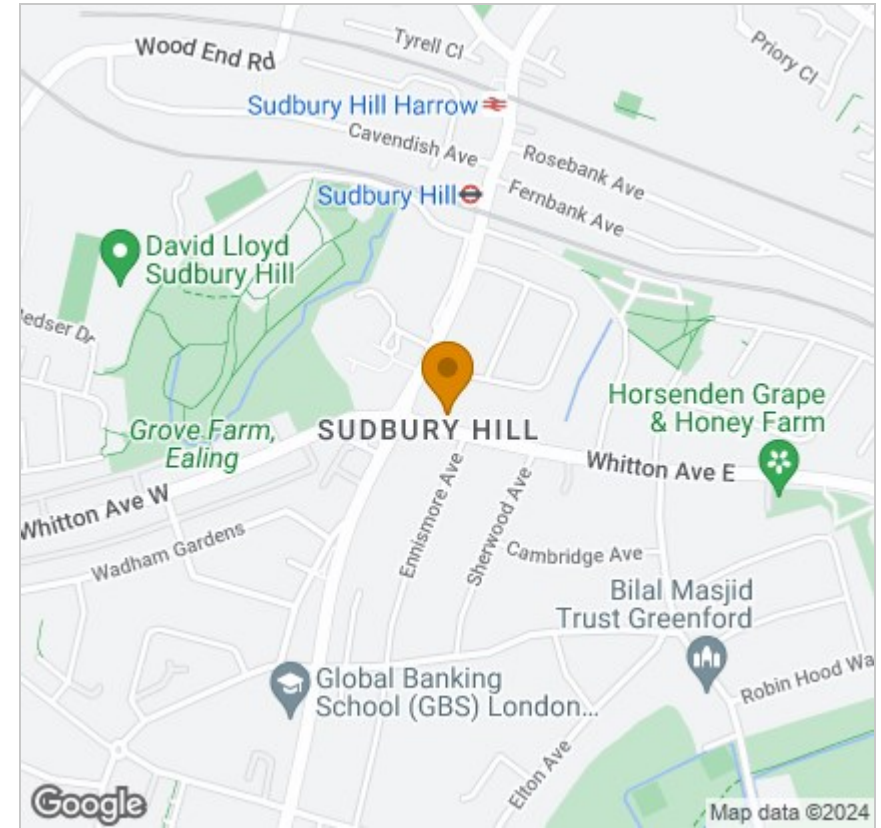 Tyrell Cl
Wood End Rd
Priory Cl
Sudbury Hill Harrow
Cavendish Ave
Rosebank Ave
Sudbury Hill
Fernbank Ave
David Lloyd
Sudbury Hill
edser Dr
Horsenden Grape
& Honey Farm
Grove Farm,
Ealing
SUDBURY HILL
Whitton Ave E
Whitton Ave W
Ennismore Ave
Sherwood Ave
Wadham Gardens
Cambridge Ave
Bilal Masjid
Trust Greenford
Global Banking
School (GBS) London...
Robin Hood Wa
Elton Ave
Google
Map data ©2024